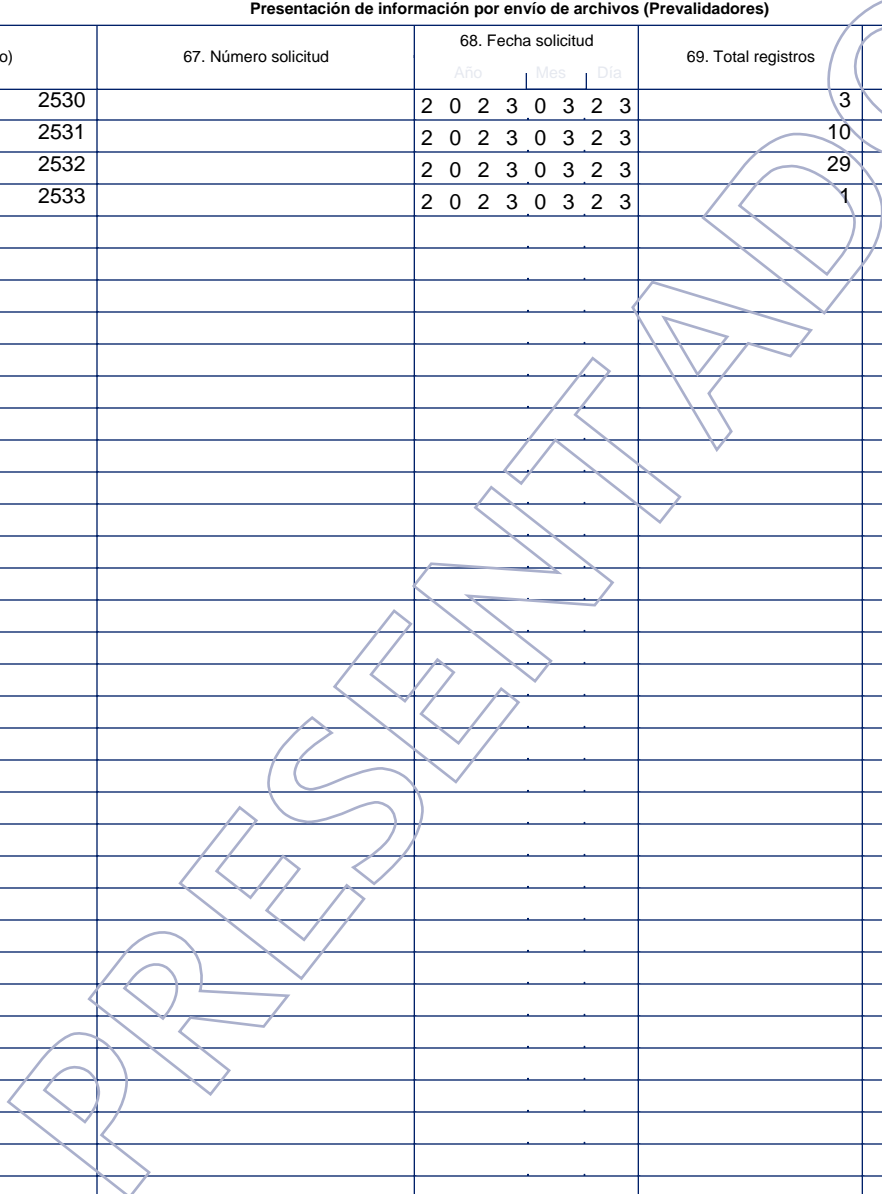 Presentación de información por envío de archivos (Prevalidadores)
o) 67. Número solicitud 68. Fecha solicitud 69. Total registros
Año Mes Día
2530 2 0 2 3 0 3 2 3 3
2531 2 0 2 3 0 3 2 3 10
2532 2 0 2 3 0 3 2 3 29
2533 2 0 2 3 0 3 2 3 1
PRESENTADO